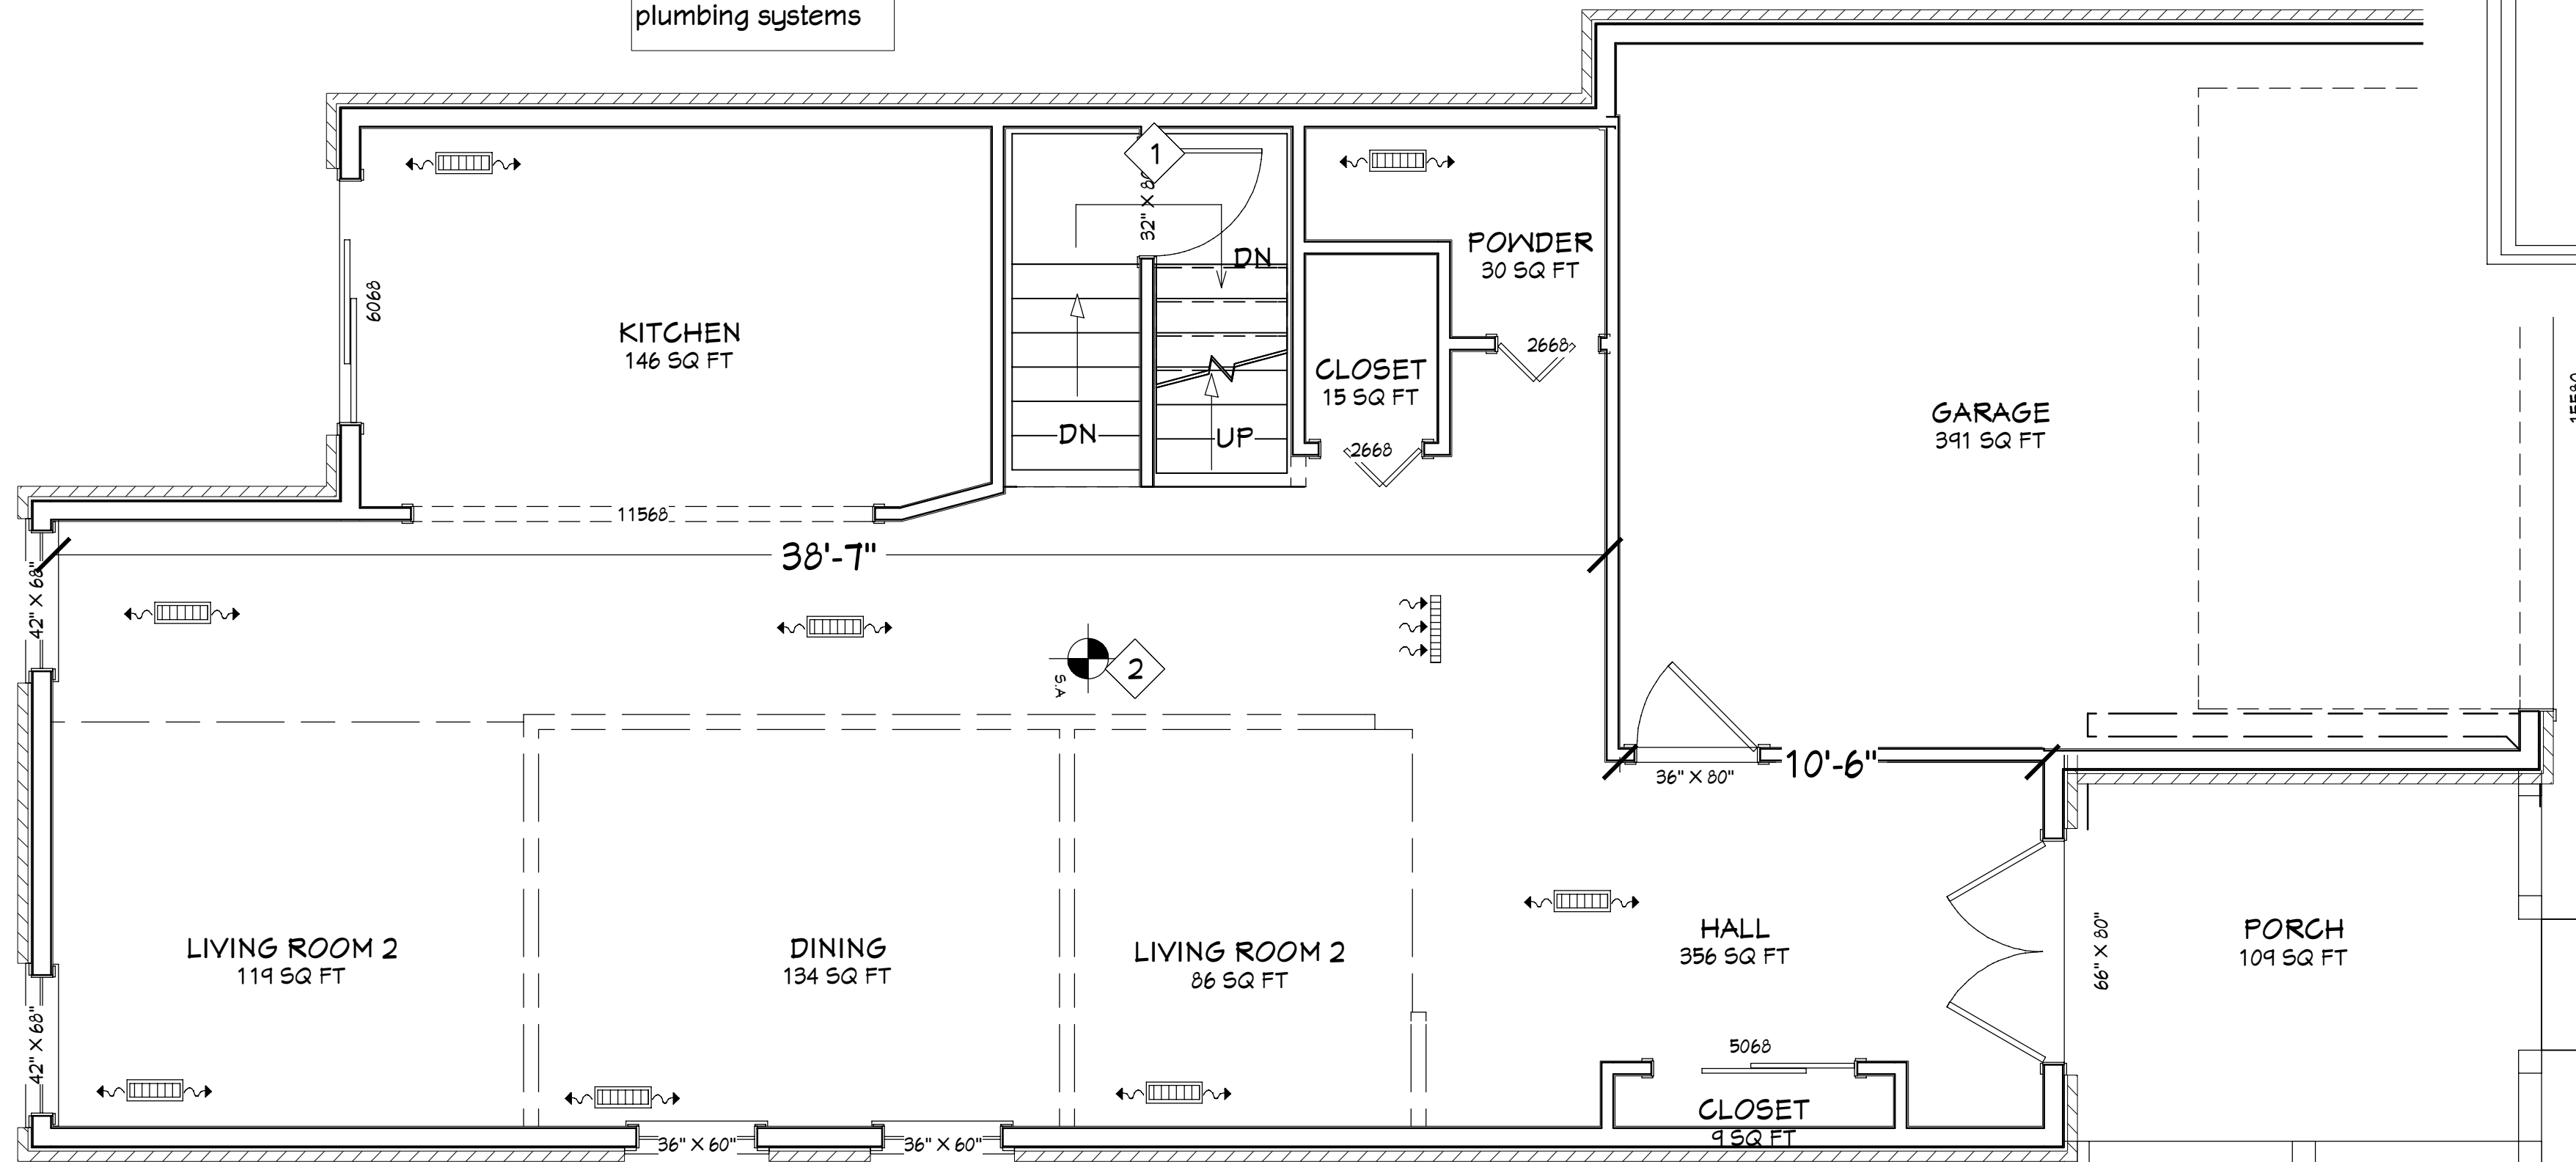 plumbing systems
1
32" X 80
DN
POWDER
30 SQ FT
6068
KITCHEN
146 SQ FT
2668
CLOSET
15 SQ FT
GARAGE
391 SQ FT
15580
DN
UP
2668
11568
38'-7"
42" X 68"
2
S.A
10'-6"
36" X 80"
LIVING ROOM 2
119 SQ FT
DINING
134 SQ FT
LIVING ROOM 2
86 SQ FT
HALL
356 SQ FT
66" X 80"
PORCH
109 SQ FT
42" X 68"
5068
CLOSET
9 SQ FT
36" X 60"
36" X 60"